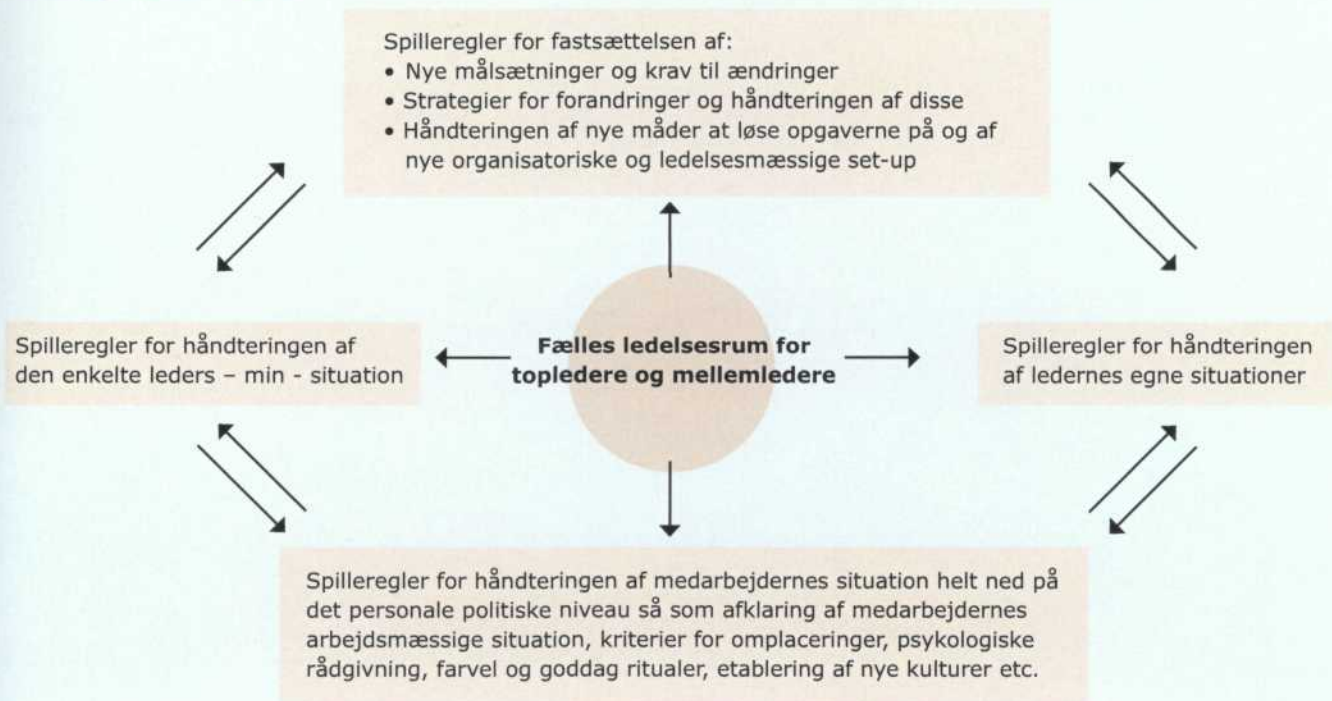 Spilleregler for fastsættelsen af:
• Nye målsætninger og krav til ændringer
• Strategier for forandringer og håndteringen af disse
• Håndteringen af nye måder at løse opgaverne på og af
nye organisatoriske og ledelsesmæssige set-up
Spilleregler for håndteringen af
den enkelte leders – min - situation
Fælles ledelsesrum for
topledere og mellemledere
Spilleregler for håndteringen
af ledernes egne situationer
Spilleregler for håndteringen af medarbejdernes situation helt ned på
det personale politiske niveau så som afklaring af medarbejdernes
arbejdsmæssige situation, kriterier for omplaceringer, psykologiske
rådgivning, farvel og goddag ritualer, etablering af nye kulturer etc.